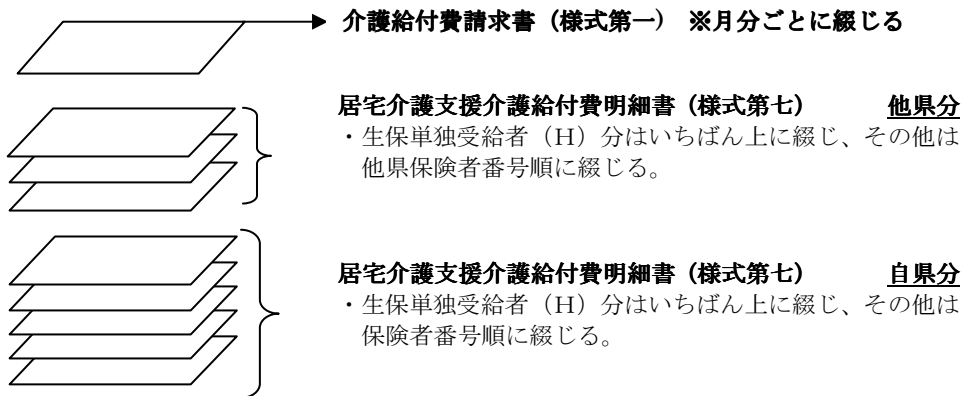 介護給付費請求書（様式第一） ※月分ごとに綴じる
居宅介護支援介護給付費明細書（様式第七） 他県分
・生保単独受給者（H）分はいちばん上に綴じ、その他は
他県保険者番号順に綴じる。
居宅介護支援介護給付費明細書（様式第七） 自県分
・生保単独受給者（H）分はいちばん上に綴じ、その他は
保険者番号順に綴じる。